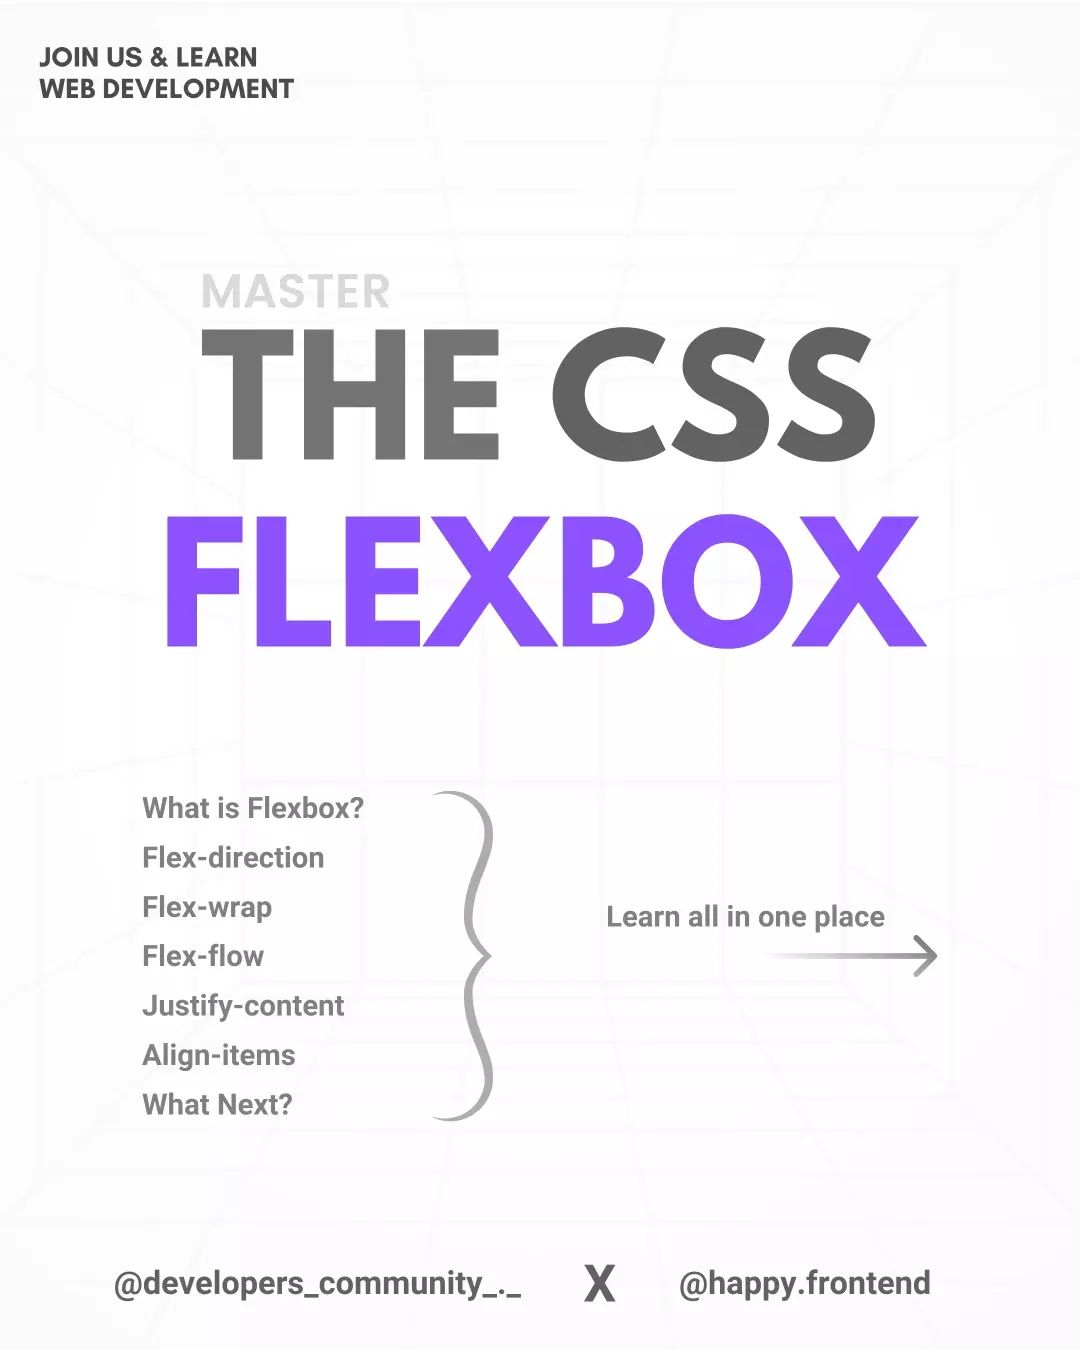 JOIN US & LEARN
WEB DEVELOPMENT
MASTER
THE CSS
FLEXBOX
What is Flexbox?
Flex-direction
Flex-wrap
Flex-flow
Justify-content
Align-items
What Next?
Learn all in one place
@developers_community_._ X @happy.frontend